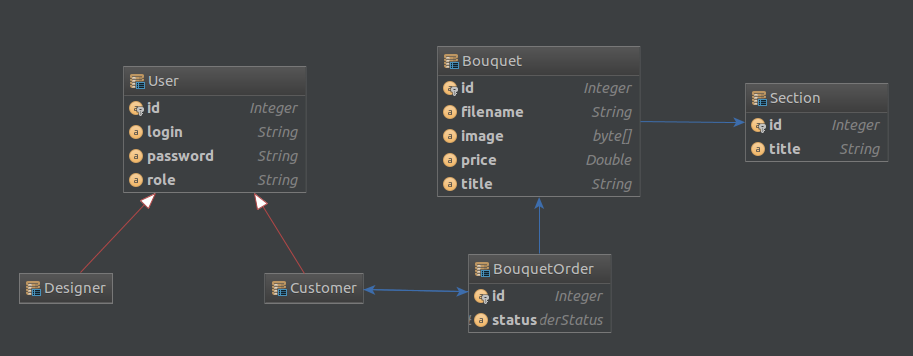 User
id Integer
login String
password String
role String
Bouquet
id Integer
filename String
image byte[]
price Double
title String
Section
id Integer
title String
Designer
Customer
BouquetOrder
id Integer
status derStatus